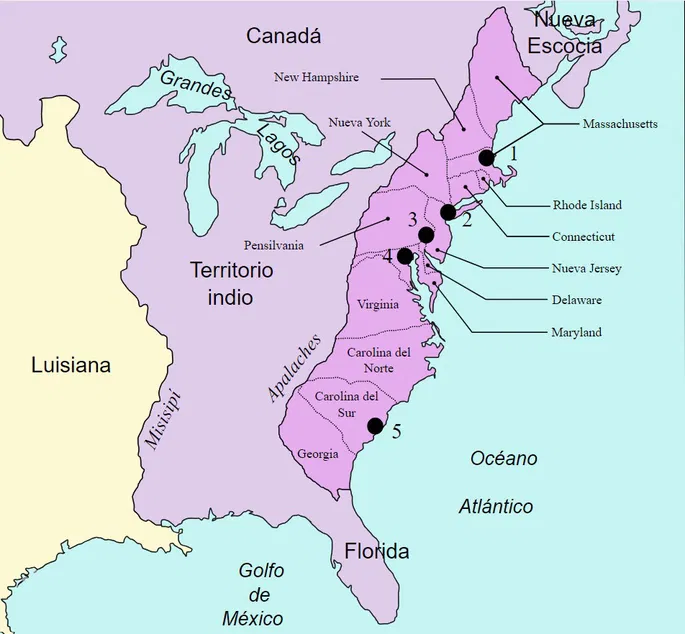 Nueva
Escocia
Canadá
Grandes
New Hampshire
Nueva York
Massachusetts
Lagos
1
Rhode Island
2
3
Connecticut
Pensilvania
4
Nueva Jersey
Territorio
indio
Delaware
Virginia
Maryland
Apalaches
Luisiana
Carolina del
Norte
Carolina del
Sur
Misisipí
5
Georgia
Océano
Atlántico
Florida
Golfo
de
México